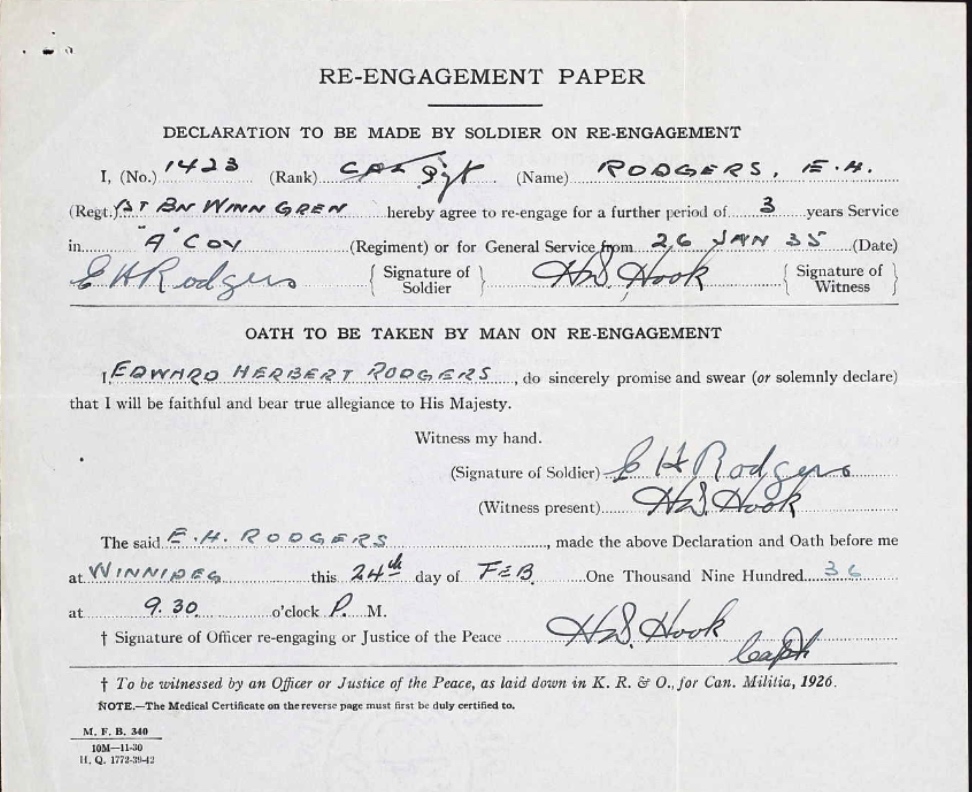 RE-ENGAGEMENT PAPER
DECLARATION TO BE MADE BY SOLDIER ON RE-ENGAGEMENT
I, (No.) 1423 (Rank) CPL Sgt (Name) RODGERS, E.H.
(Regt.) 1ST BN WINN GREN hereby agree to re-engage for a further period of 3 years Service
in "A" COY (Regiment) or for General Service from 26 JAN 35 (Date)
E H Rodgers { Signature of Soldier } H.S. Hook { Signature of Witness }
OATH TO BE TAKEN BY MAN ON RE-ENGAGEMENT
I, EDWARD HERBERT RODGERS, do sincerely promise and swear (or solemnly declare)
that I will be faithful and bear true allegiance to His Majesty.
Witness my hand.
(Signature of Soldier) E H Rodgers
(Witness present) H.S. Hook
The said E.H. RODGERS, made the above Declaration and Oath before me
at WINNIPEG this 24th day of FEB. One Thousand Nine Hundred 36
at 9.30 o'clock P. M.
† Signature of Officer re-engaging or Justice of the Peace H.S. Hook
Capt
† To be witnessed by an Officer or Justice of the Peace, as laid down in K. R. & O., for Can. Militia, 1926.
NOTE.—The Medical Certificate on the reverse page must first be duly certified to.
M. F. B. 340
10M—11-30
H. Q. 1772-39-42